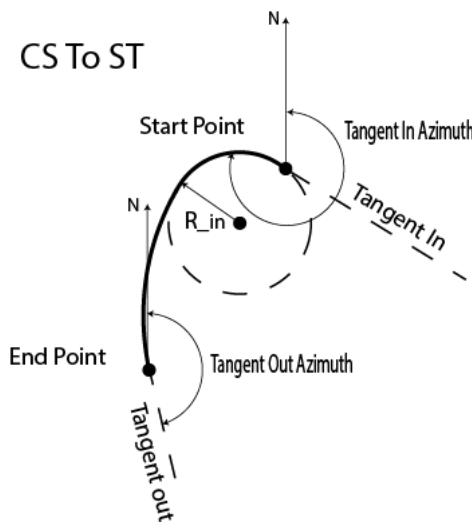 N
CS To ST
Start Point
Tangent In Azimuth
Tangent In
N
R_in
End Point
Tangent Out Azimuth
Tangent out